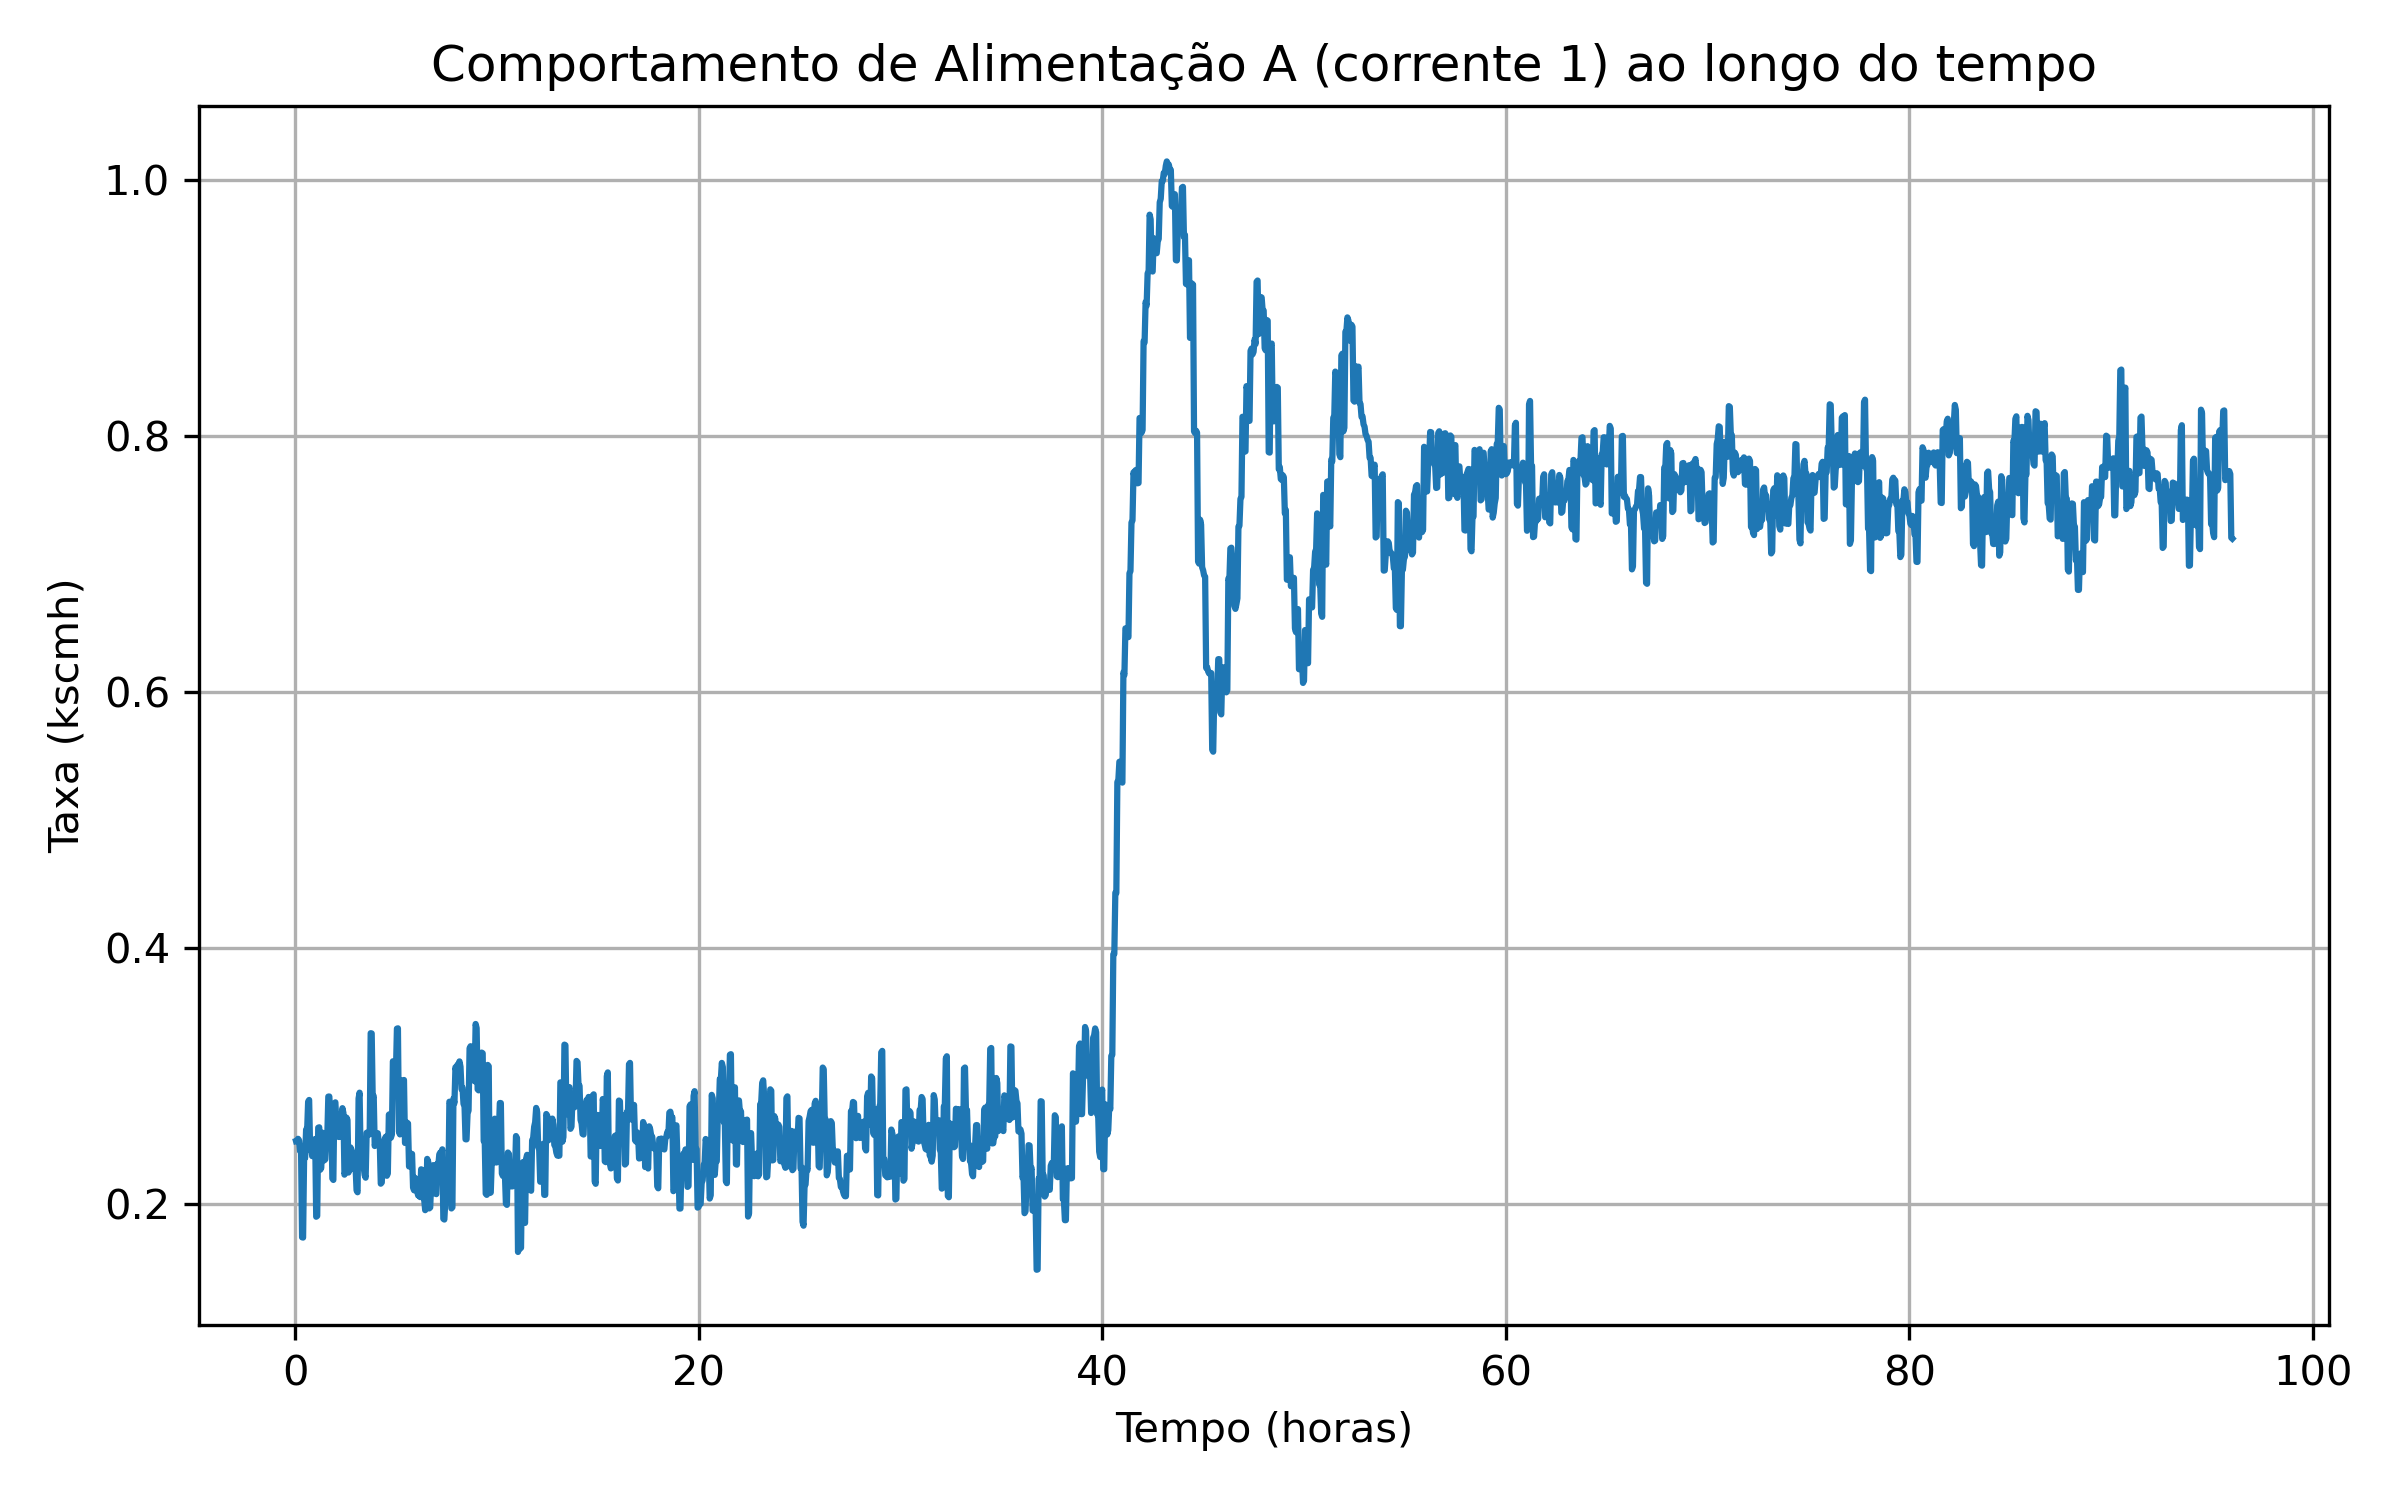 Comportamento de Alimentação A (corrente 1) ao longo do tempo
Taxa (kscmh)
1.0
0.8
0.6
0.4
0.2
0 20 40 60 80 100
Tempo (horas)